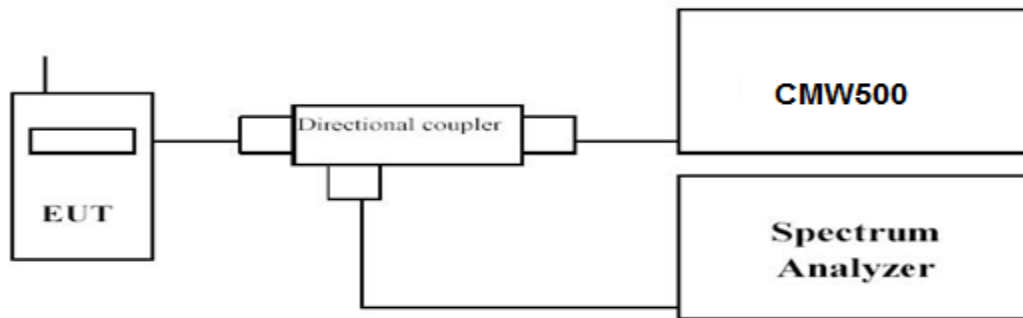 CMW500
Directional coupler
EUT
Spectrum
Analyzer